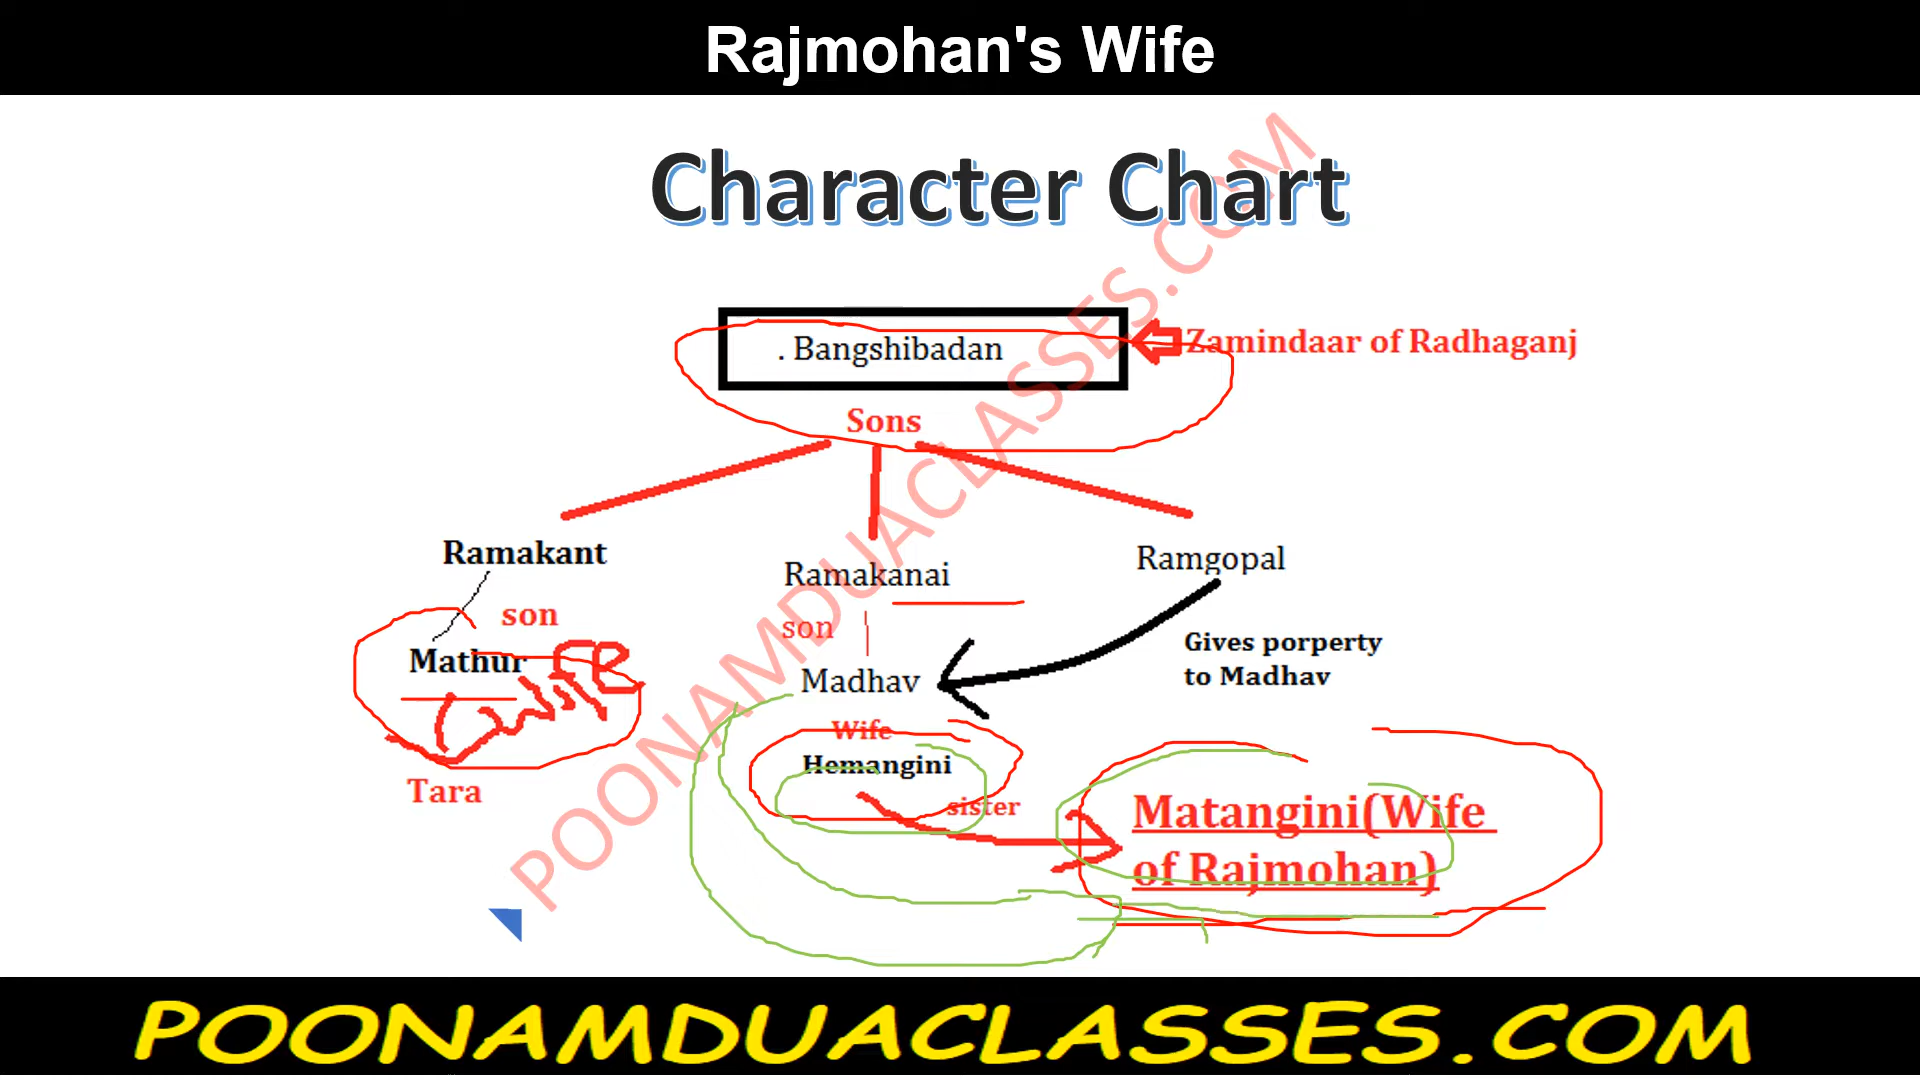 Rajmohan's Wife
Character Chart
. Bangshibadan
Zamindaar of Radhaganj
Sons
Ramakant
Ramakanai
Ramgopal
son
son
Mathur
Madhav
Gives porperty
to Madhav
wife
Wife
Hemangini
sister
Tara
Matangini(Wife
of Rajmohan)
POONAMDUACLASSES.COM
POONAMDUACLASSES.COM